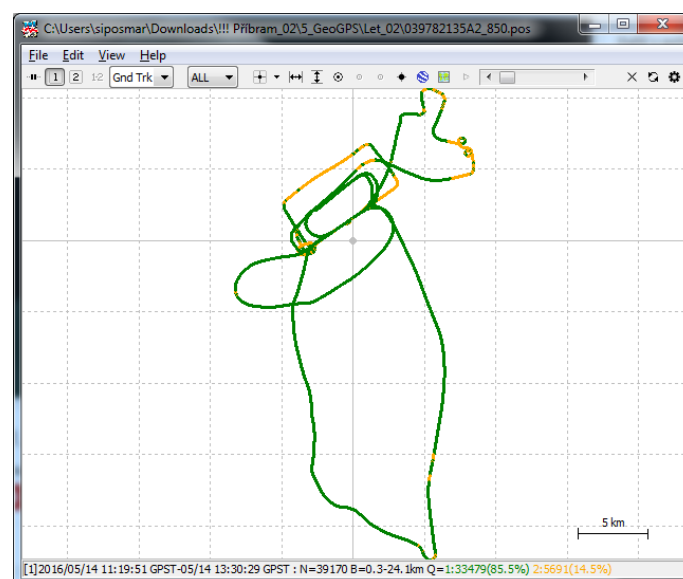 C:\Users\siposmar\Downloads\!!! Příbram_02\5_GeoGPS\Let_02\039782135A2_850.pos
File Edit View Help
1 2 1-2 Gnd Trk ALL
5 km
[1]2016/05/14 11:19:51 GPST-05/14 13:30:29 GPST : N=39170 B=0.3-24.1km Q=1:33479(85.5%) 2:5691(14.5%)